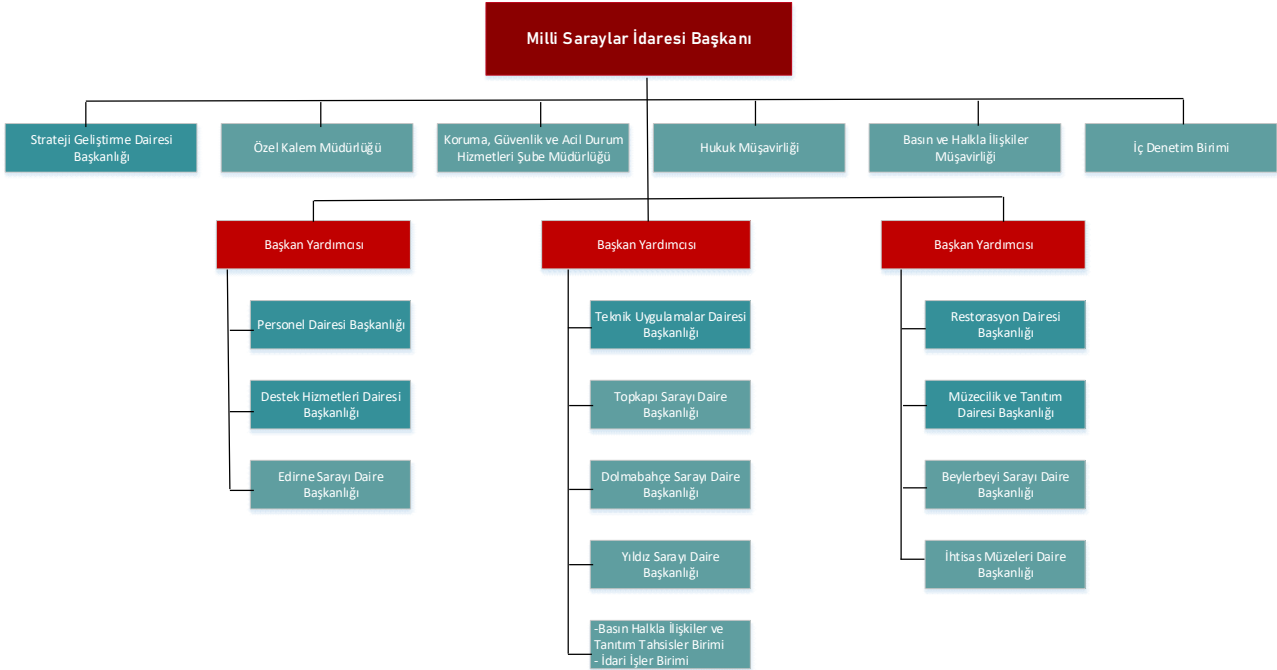 Milli Saraylar İdaresi Başkanı
Strateji Geliştirme Dairesi
Başkanlığı
Özel Kalem Müdürlüğü
Koruma, Güvenlik ve Acil Durum
Hizmetleri Şube Müdürlüğü
Hukuk Müşavirliği
Basın ve Halkla İlişkiler
Müşavirliği
İç Denetim Birimi
Başkan Yardımcısı
Personel Dairesi Başkanlığı
Destek Hizmetleri Dairesi
Başkanlığı
Edirne Sarayı Daire
Başkanlığı
Başkan Yardımcısı
Teknik Uygulamalar Dairesi
Başkanlığı
Topkapı Sarayı Daire
Başkanlığı
Dolmabahçe Sarayı Daire
Başkanlığı
Yıldız Sarayı Daire
Başkanlığı
-Basın Halkla İlişkiler ve
Tanıtım Tahsisler Birimi
- İdari İşler Birimi
Başkan Yardımcısı
Restorasyon Dairesi
Başkanlığı
Müzecilik ve Tanıtım
Dairesi Başkanlığı
Beylerbeyi Sarayı Daire
Başkanlığı
İhtisas Müzeleri Daire
Başkanlığı